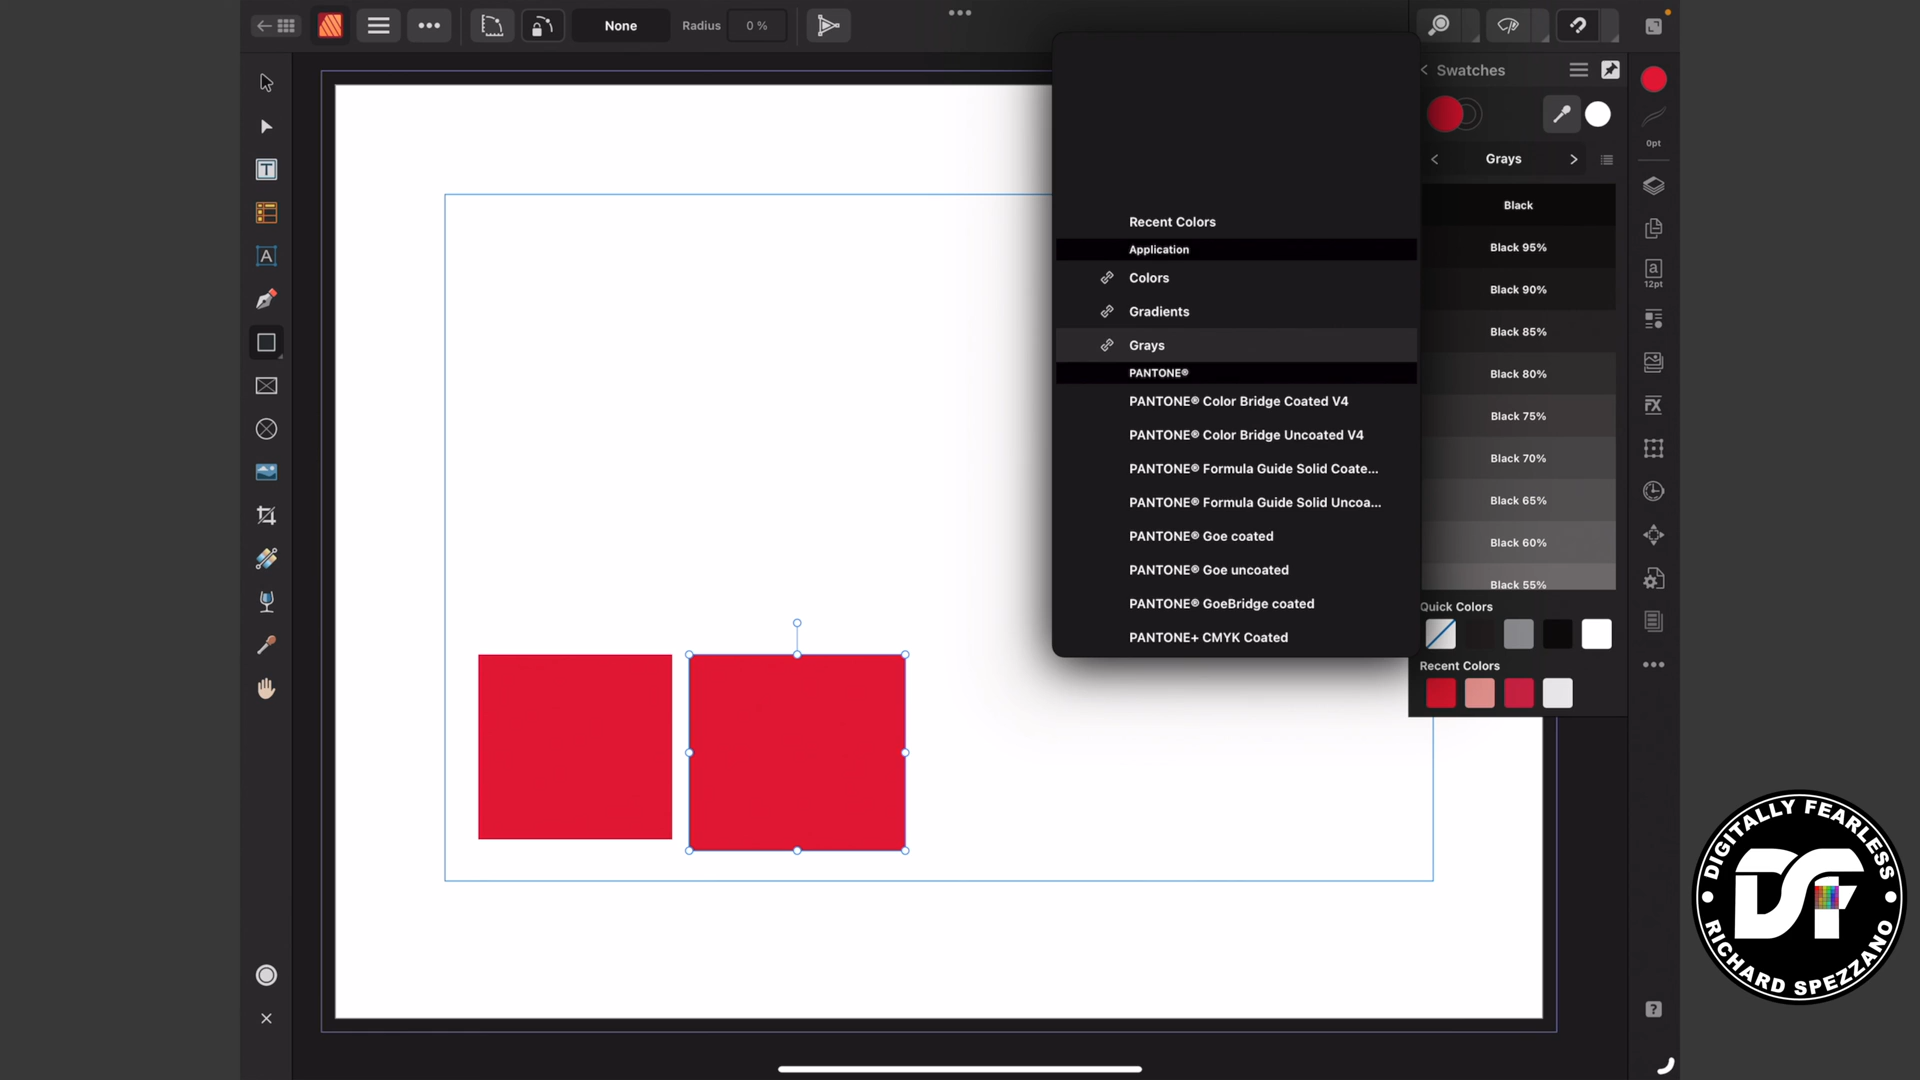 None
Radius
0 %
Swatches
0pt
Grays
Recent Colors
Application
Colors
Gradients
Grays
PANTONE®
PANTONE® Color Bridge Coated V4
PANTONE® Color Bridge Uncoated V4
PANTONE® Formula Guide Solid Coate...
PANTONE® Formula Guide Solid Uncoa...
PANTONE® Goe coated
PANTONE® Goe uncoated
PANTONE® GoeBridge coated
PANTONE+ CMYK Coated
Black
Black 95%
Black 90%
Black 85%
Black 80%
Black 75%
Black 70%
Black 65%
Black 60%
Black 55%
Quick Colors
Recent Colors
T
A
a
12pt
FX
?
DIGITALLY FEARLESS
DF
RICHARD SPEZZANO